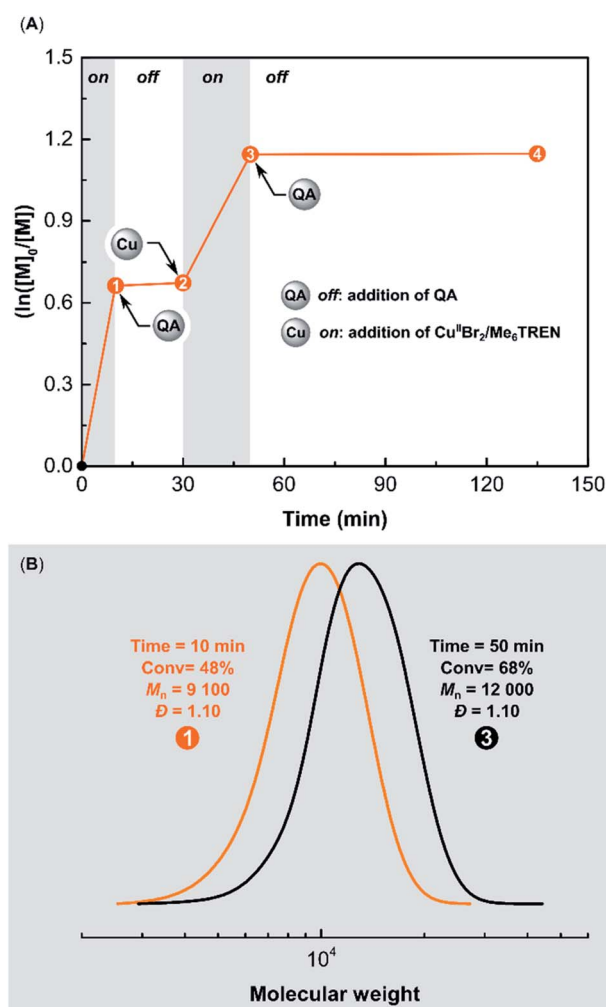 (A)
1.5
1.2
0.9
0.6
0.3
0.0
(ln([M]₀/[M])
on off on off
1
QA
Cu
2
3
QA
4
QA off: addition of QA
Cu on: addition of CuᴵᴵBr₂/Me₆TREN
0 30 60 90 120 150
Time (min)
(B)
Time = 10 min
Conv= 48%
Mn = 9 100
Đ = 1.10
1
Time = 50 min
Conv= 68%
Mn = 12 000
Đ = 1.10
3
10⁴
Molecular weight